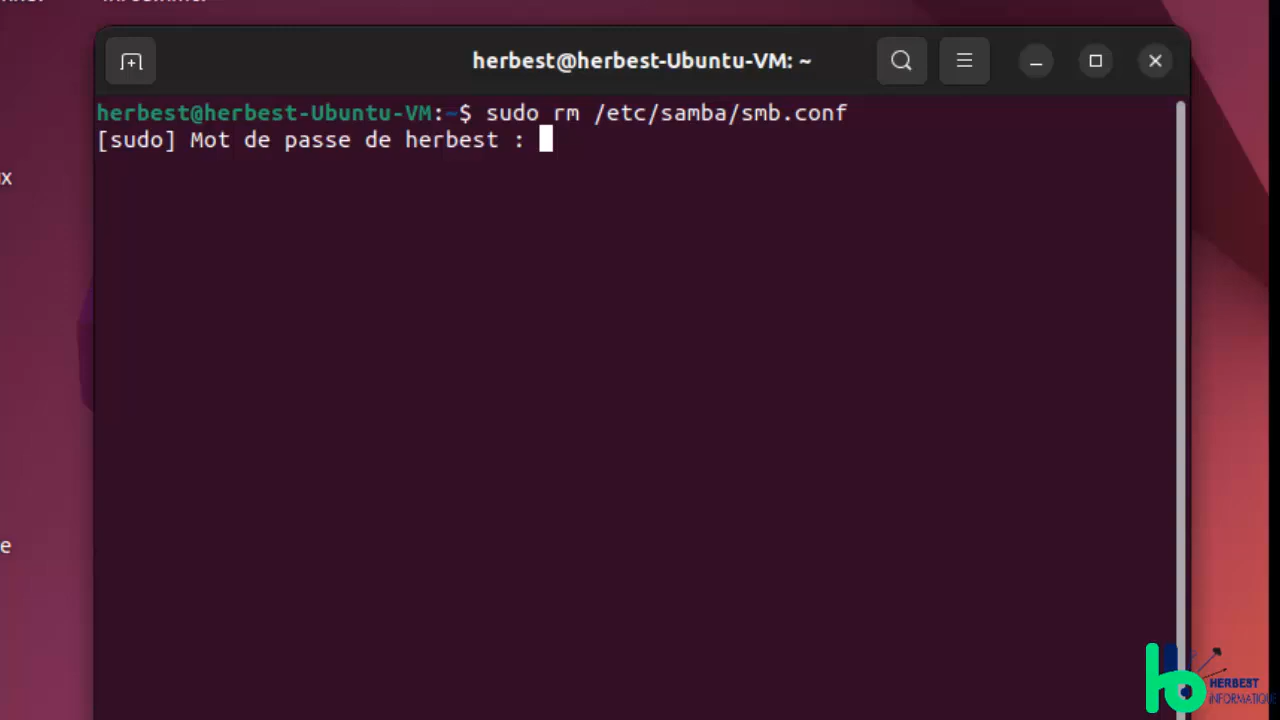 herbest@herbest-Ubuntu-VM: ~
herbest@herbest-Ubuntu-VM:~$ sudo rm /etc/samba/smb.conf
[sudo] Mot de passe de herbest :
x
e
HERBEST
iNFORMATIQUE